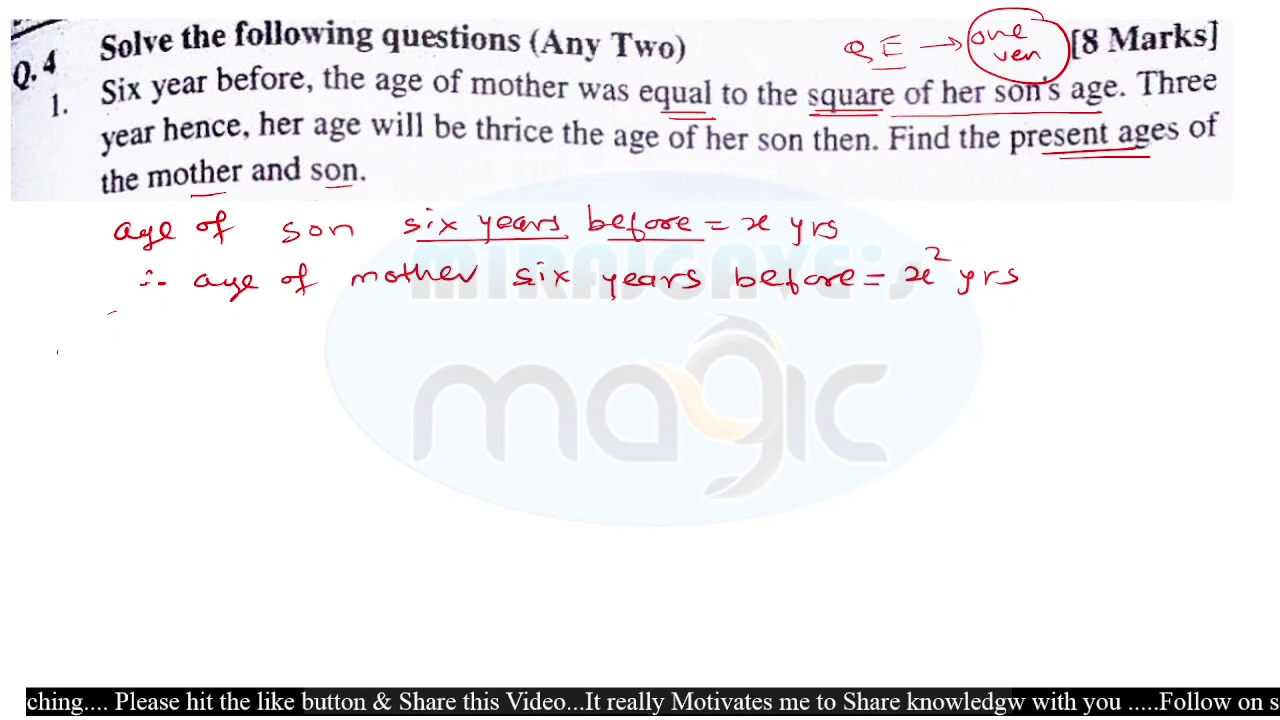 Q.4 Solve the following questions (Any Two) QE → one ven [8 Marks]
1. Six year before, the age of mother was equal to the square of her son's age. Three
year hence, her age will be thrice the age of her son then. Find the present ages of
the mother and son.
age of son six years before = x yrs
∴ age of mother six years before = x² yrs
MIRAJGAVE'S
magic
ching.... Please hit the like button & Share this Video...It really Motivates me to Share knowledgw with you .....Follow on s